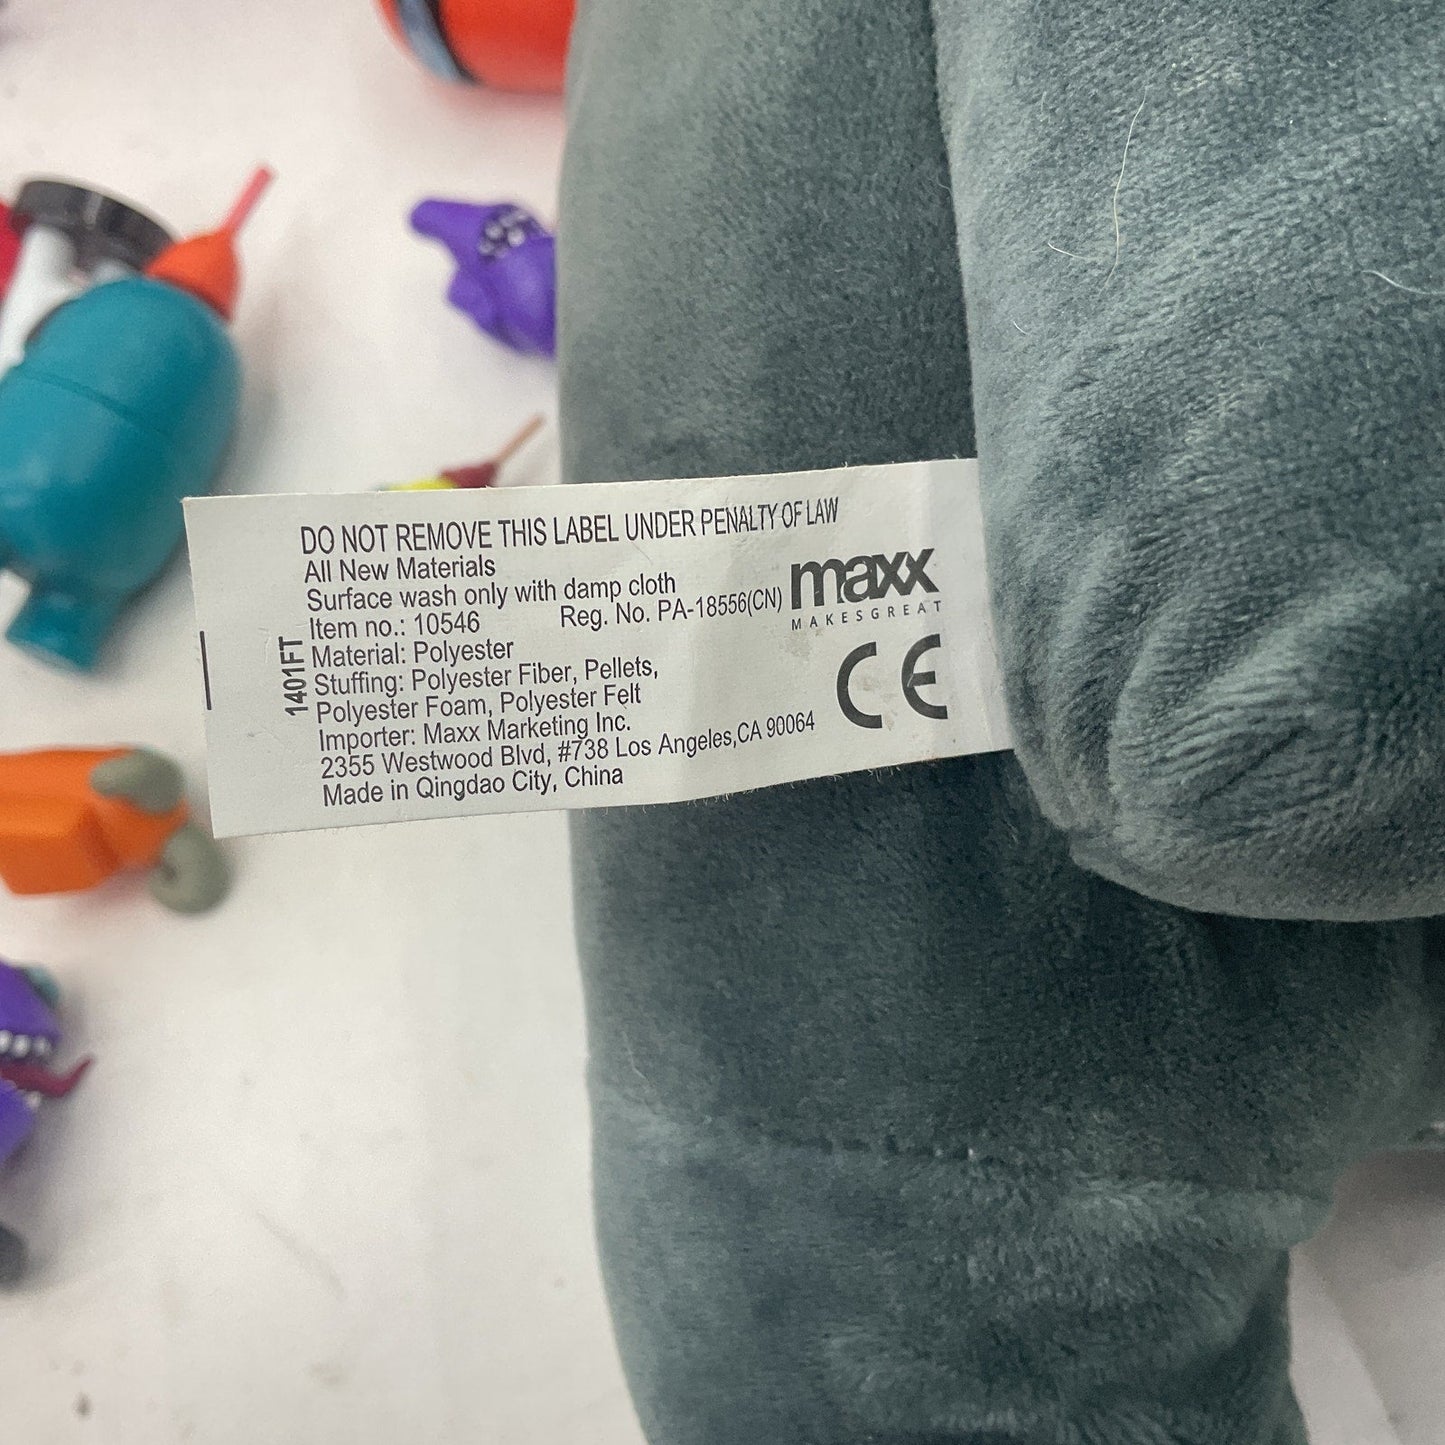 DO NOT REMOVE THIS LABEL UNDER PENALTY OF LAW
All New Materials
Surface wash only with damp cloth
Item no.: 10546 Reg. No. PA-18556(CN)
Material: Polyester
Stuffing: Polyester Fiber, Pellets,
Polyester Foam, Polyester Felt
Importer: Maxx Marketing Inc.
2355 Westwood Blvd, #738 Los Angeles,CA 90064
Made in Qingdao City, China
1401FT
maxx
MAKESGREAT
CE